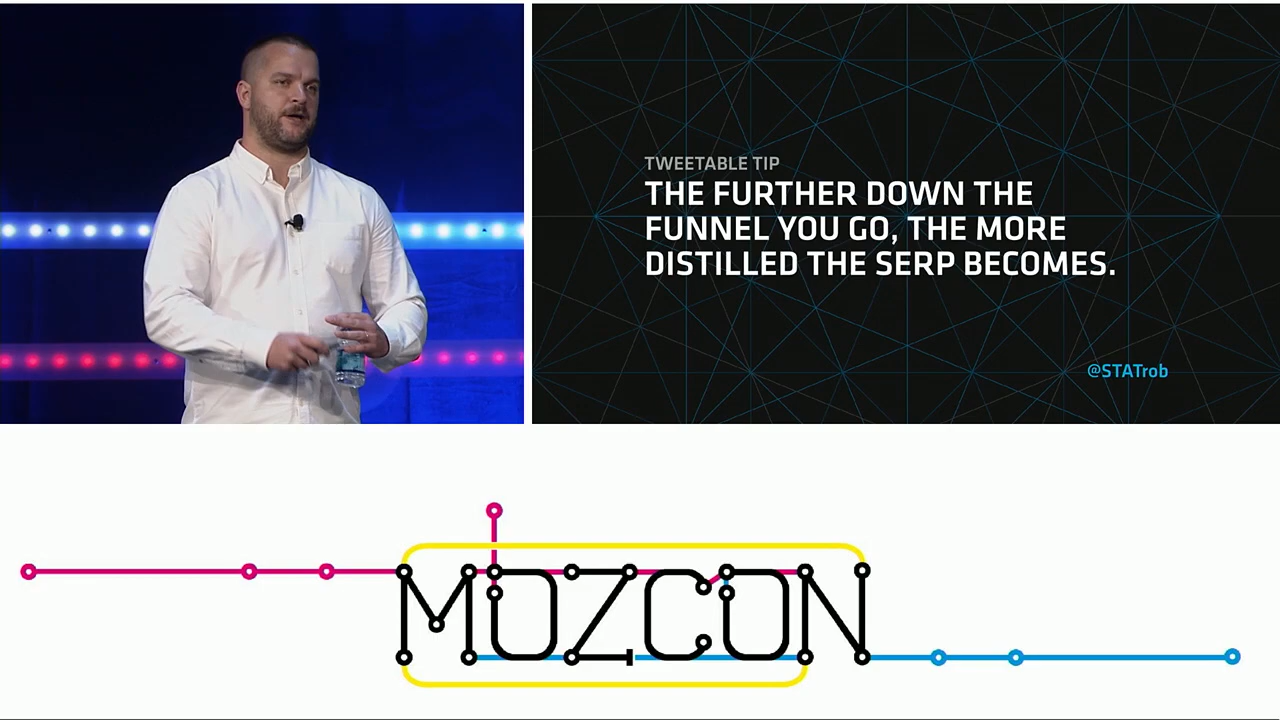 TWEETABLE TIP
THE FURTHER DOWN THE
FUNNEL YOU GO, THE MORE
DISTILLED THE SERP BECOMES.
@STATrob
MOZCON